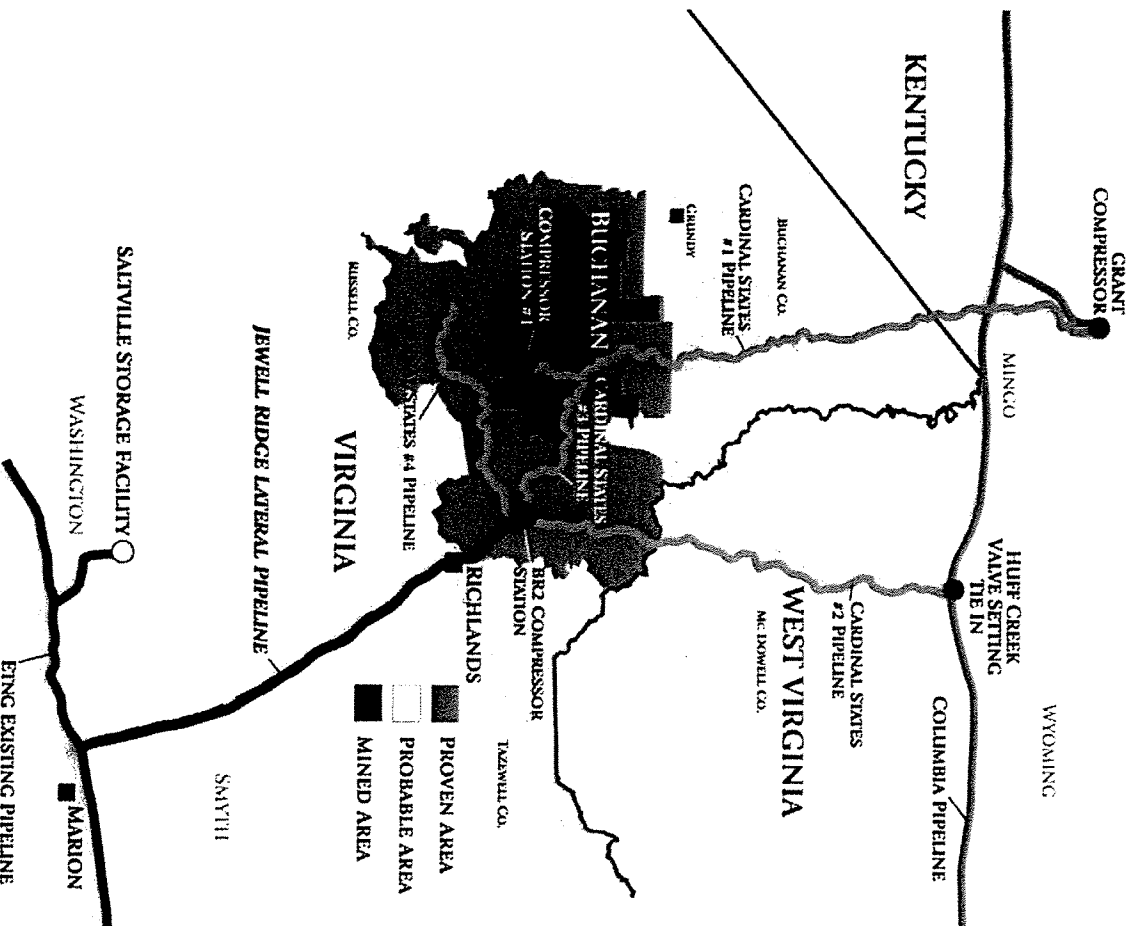 GRANT
COMPRESSOR
KENTUCKY
MINGO
HUFF CREEK
VALVE SETTING
TIE IN
WYOMING
COLUMBIA PIPELINE
BUCHANAN CO.
CARDINAL STATES
#1 PIPELINE
GRUNDY
CARDINAL STATES
#2 PIPELINE
WEST VIRGINIA
MC DOWELL CO.
BUCHANAN
COMPRESSOR
STATION #1
CARDINAL STATES
#3 PIPELINE
BR2 COMPRESSOR
STATION
TAZEWELL CO.
RICHLANDS
RUSSELL CO.
STATES #4 PIPELINE
VIRGINIA
PROVEN AREA
PROBABLE AREA
MINED AREA
JEWELL RIDGE LATERAL PIPELINE
SMYTH
SALTVILLE STORAGE FACILITY
WASHINGTON
MARION
ETNG EXISTING PIPELINE